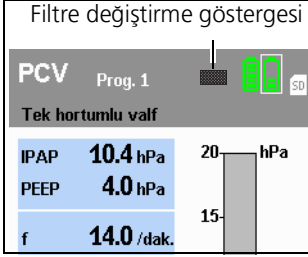 Filtre değiştirme göstergesi
PCV Prog. 1
SD
Tek hortumlu valf
IPAP 10.4 hPa
PEEP 4.0 hPa
f 14.0 /dak.
20 hPa
15